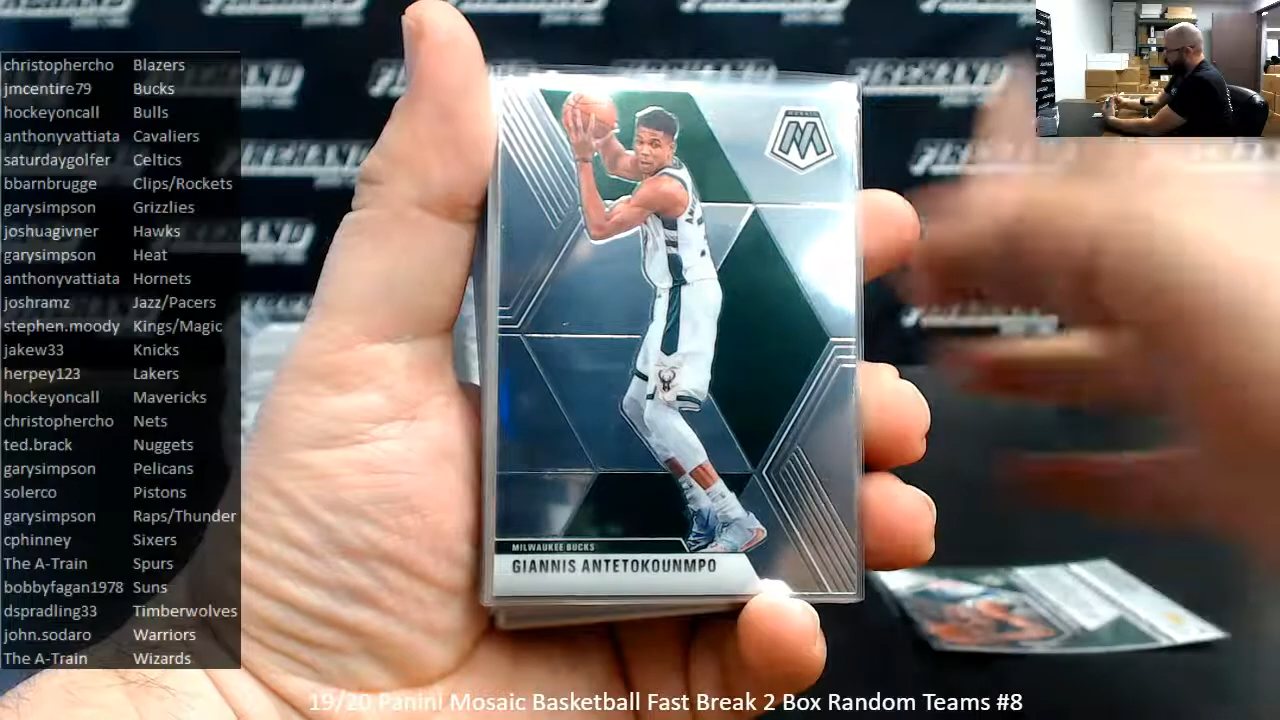 christophercho Blazers
jmcentire79 Bucks
hockeyoncall Bulls
anthonyvattiata Cavaliers
saturdaygolfer Celtics
bbarnbrugge Clips/Rockets
garysimpson Grizzlies
joshuagivner Hawks
garysimpson Heat
anthonyvattiata Hornets
joshramz Jazz/Pacers
stephen.moody Kings/Magic
jakew33 Knicks
herpey123 Lakers
hockeyoncall Mavericks
christophercho Nets
ted.brack Nuggets
garysimpson Pelicans
solerco Pistons
garysimpson Raps/Thunder
cphinney Sixers
The A-Train Spurs
bobbyfagan1978 Suns
dspradling33 Timberwolves
john.sodaro Warriors
The A-Train Wizards
MOSAIC
M
MILWAUKEE BUCKS
GIANNIS ANTETOKOUNMPO
19/20 Panini Mosaic Basketball Fast Break 2 Box Random Teams #8